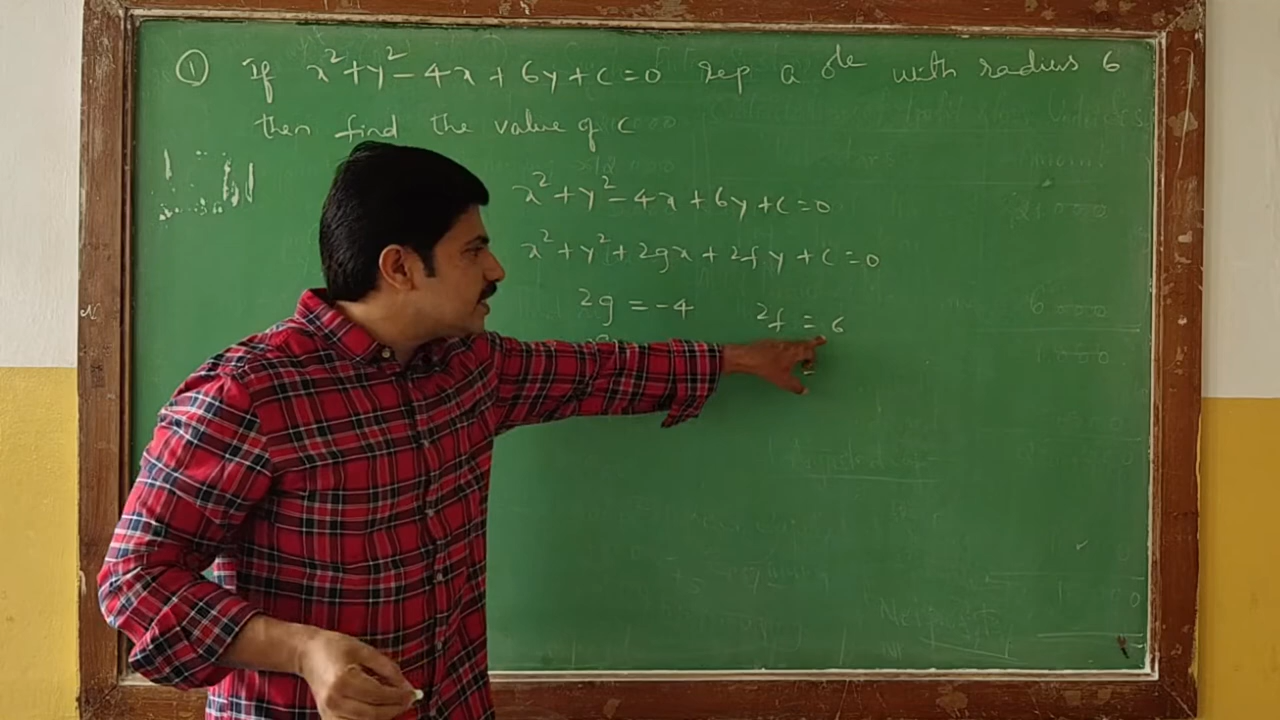 ① If x²+y²-4x+6y+c=0 rep a ⊙le with radius 6
then find the value of c
x²+y²-4x+6y+c=0
x²+y²+2gx+2fy+c=0
2g=-4 2f=6